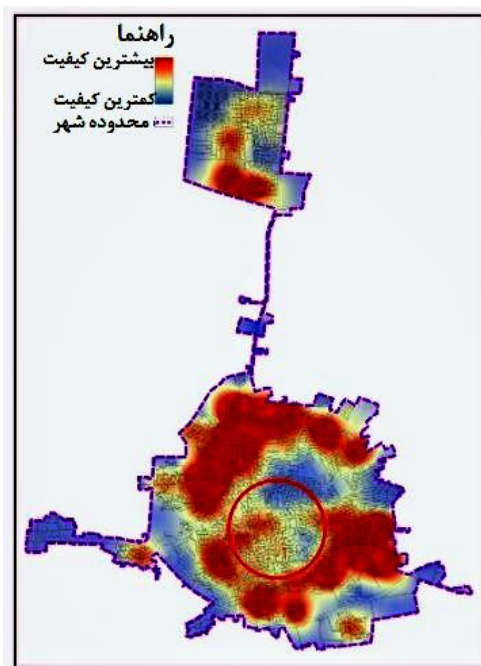 راهنما
بیشترین کیفیت
کمترین کیفیت
محدوده شهر